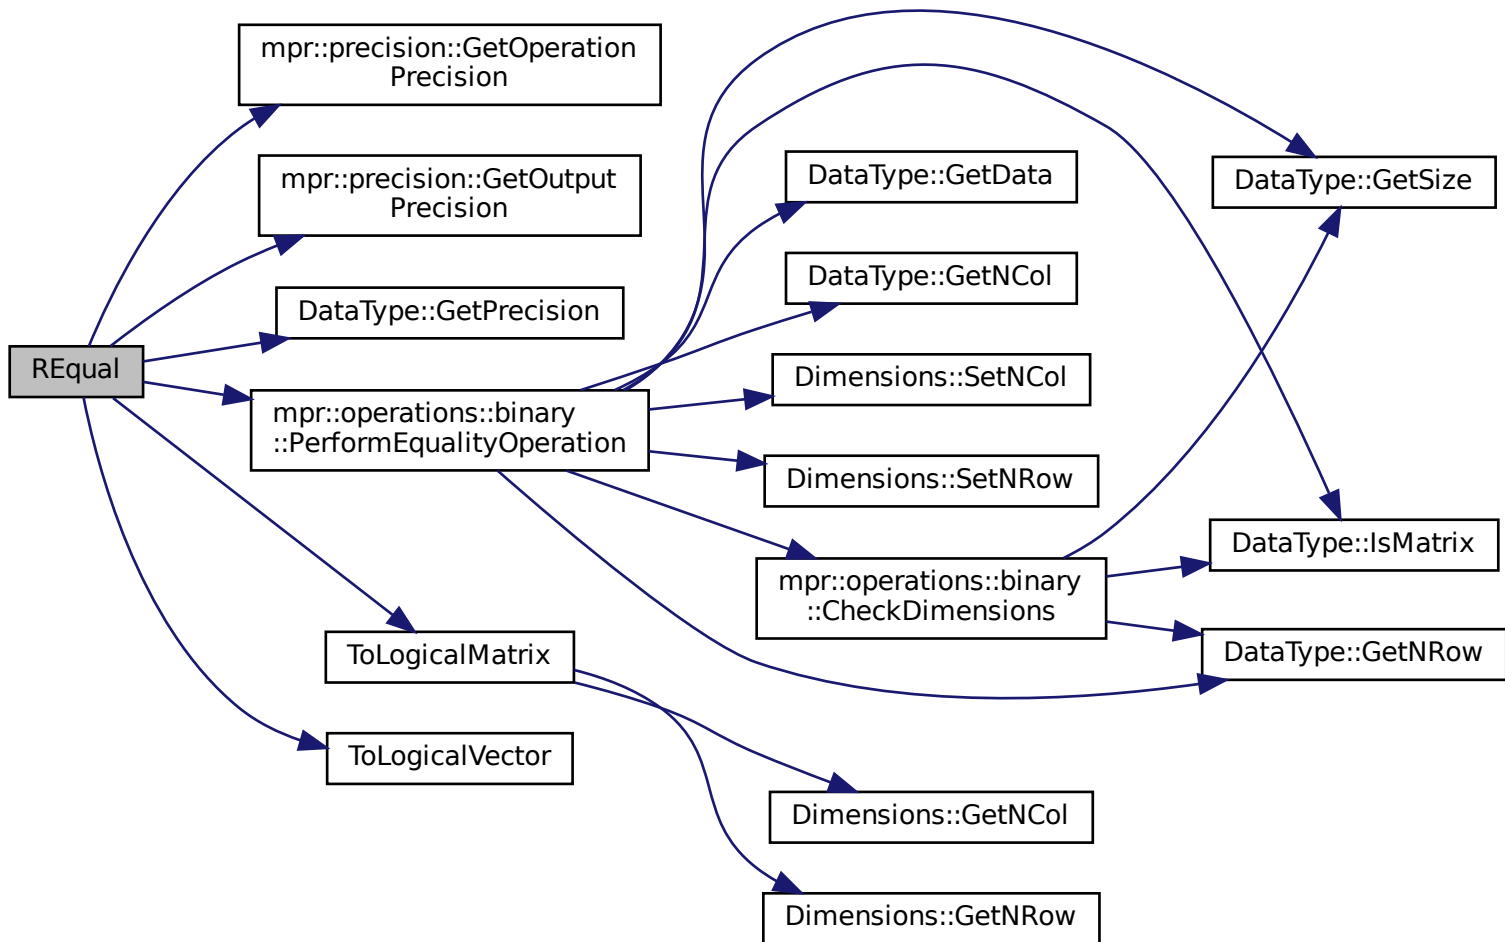 mpr::precision::GetOperation
Precision
mpr::precision::GetOutput
Precision
DataType::GetPrecision
REqual
mpr::operations::binary
::PerformEqualityOperation
ToLogicalMatrix
ToLogicalVector
DataType::GetData
DataType::GetNCol
Dimensions::SetNCol
Dimensions::SetNRow
mpr::operations::binary
::CheckDimensions
Dimensions::GetNCol
Dimensions::GetNRow
DataType::GetSize
DataType::IsMatrix
DataType::GetNRow